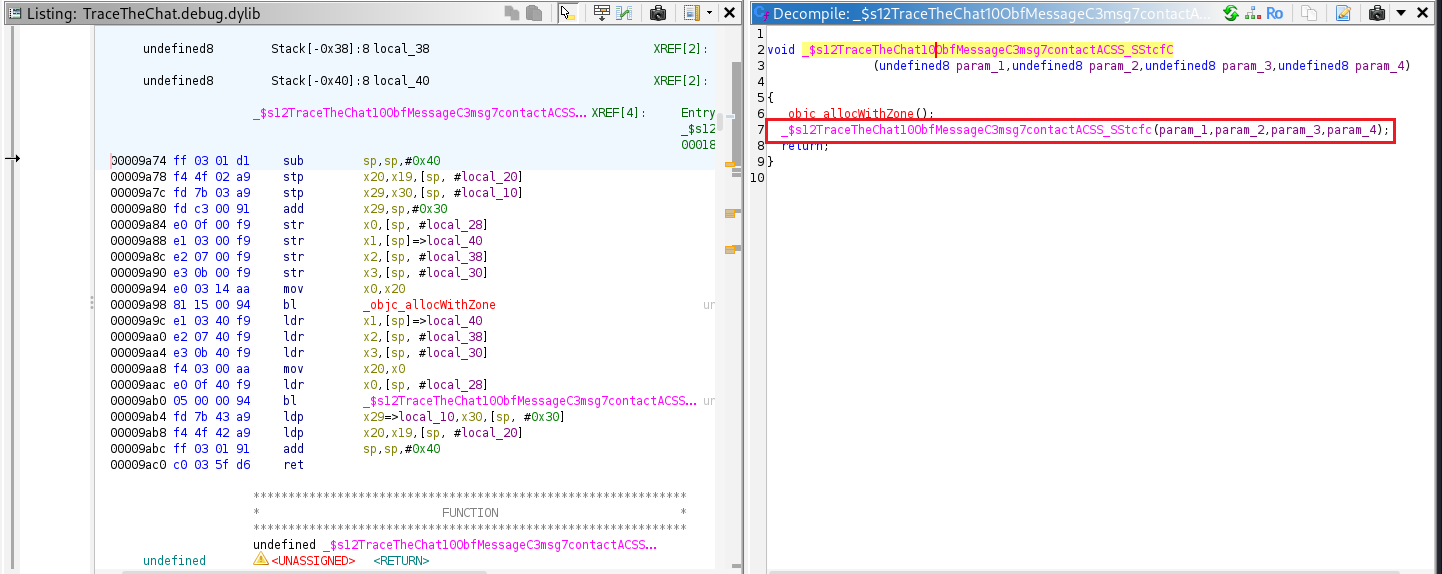 Listing: TraceTheChat.debug.dylib
undefined8 Stack[-0x38]:8 local_38 XREF[2]:
undefined8 Stack[-0x40]:8 local_40 XREF[2]:
_$s12TraceTheChat10ObfMessageC3msg7contactACSS... XREF[4]: Entry
_$s12
00018
00009a74 ff 03 01 d1 sub sp,sp,#0x40
00009a78 f4 4f 02 a9 stp x20,x19,[sp, #local_20]
00009a7c fd 7b 03 a9 stp x29,x30,[sp, #local_10]
00009a80 fd c3 00 91 add x29,sp,#0x30
00009a84 e0 0f 00 f9 str x0,[sp, #local_28]
00009a88 e1 03 00 f9 str x1,[sp]=>local_40
00009a8c e2 07 00 f9 str x2,[sp, #local_38]
00009a90 e3 0b 00 f9 str x3,[sp, #local_30]
00009a94 e0 03 14 aa mov x0,x20
00009a98 81 15 00 94 bl _objc_allocWithZone un
00009a9c e1 03 40 f9 ldr x1,[sp]=>local_40
00009aa0 e2 07 40 f9 ldr x2,[sp, #local_38]
00009aa4 e3 0b 40 f9 ldr x3,[sp, #local_30]
00009aa8 f4 03 00 aa mov x20,x0
00009aac e0 0f 40 f9 ldr x0,[sp, #local_28]
00009ab0 05 00 00 94 bl _$s12TraceTheChat10ObfMessageC3msg7contactACSS... un
00009ab4 fd 7b 43 a9 ldp x29=>local_10,x30,[sp, #0x30]
00009ab8 f4 4f 42 a9 ldp x20,x19,[sp, #local_20]
00009abc ff 03 01 91 add sp,sp,#0x40
00009ac0 c0 03 5f d6 ret
**************************************************************
* FUNCTION *
**************************************************************
undefined _$s12TraceTheChat10ObfMessageC3msg7contactACSS...
undefined <UNASSIGNED> <RETURN>
Decompile: _$s12TraceTheChat10ObfMessageC3msg7contactA... Ro
1
2 void _$s12TraceTheChat10ObfMessageC3msg7contactACSS_SStcfC
3 (undefined8 param_1,undefined8 param_2,undefined8 param_3,undefined8 param_4)
4
5 {
6 _objc_allocWithZone();
7 _$s12TraceTheChat10ObfMessageC3msg7contactACSS_SStcfc(param_1,param_2,param_3,param_4);
8 return;
9 }
10